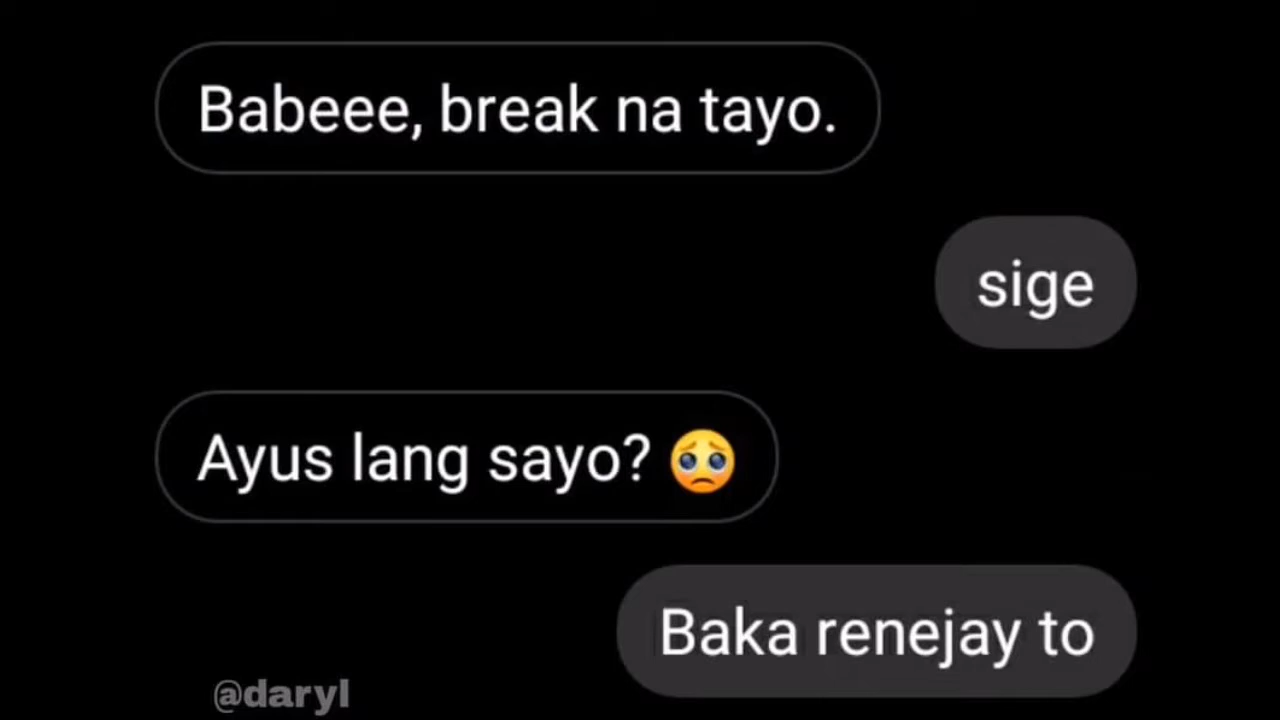 Babeee, break na tayo.
sige
Ayus lang sayo? 🥺
Baka renejay to
@daryl